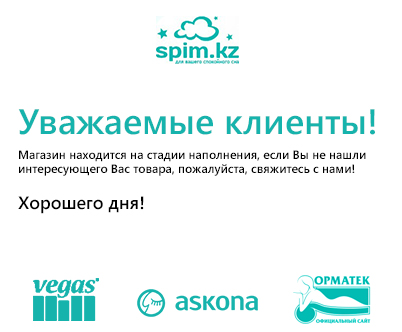 spim.kz
для вашего спокойного сна
Уважаемые клиенты!
Магазин находится на стадии наполнения, если Вы не нашли
интересующего Вас товара, пожалуйста, свяжитесь с нами!
Хорошего дня!
vegas®
askona
ОРМАТЕК
ОФИЦИАЛЬНЫЙ САЙТ